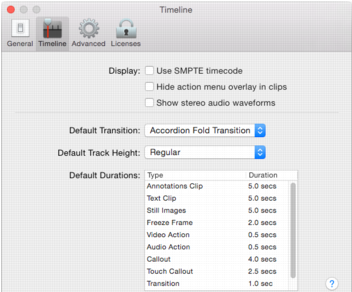 Timeline
General Timeline Advanced Licenses
Display: Use SMPTE timecode
Hide action menu overlay in clips
Show stereo audio waveforms
Default Transition: Accordion Fold Transition
Default Track Height: Regular
Default Durations: Type Duration
Annotations Clip 5.0 secs
Text Clip 5.0 secs
Still Images 5.0 secs
Freeze Frame 2.0 secs
Video Action 0.5 secs
Audio Action 0.5 secs
Callout 4.0 secs
Touch Callout 2.5 secs
Transition 1.0 sec
?